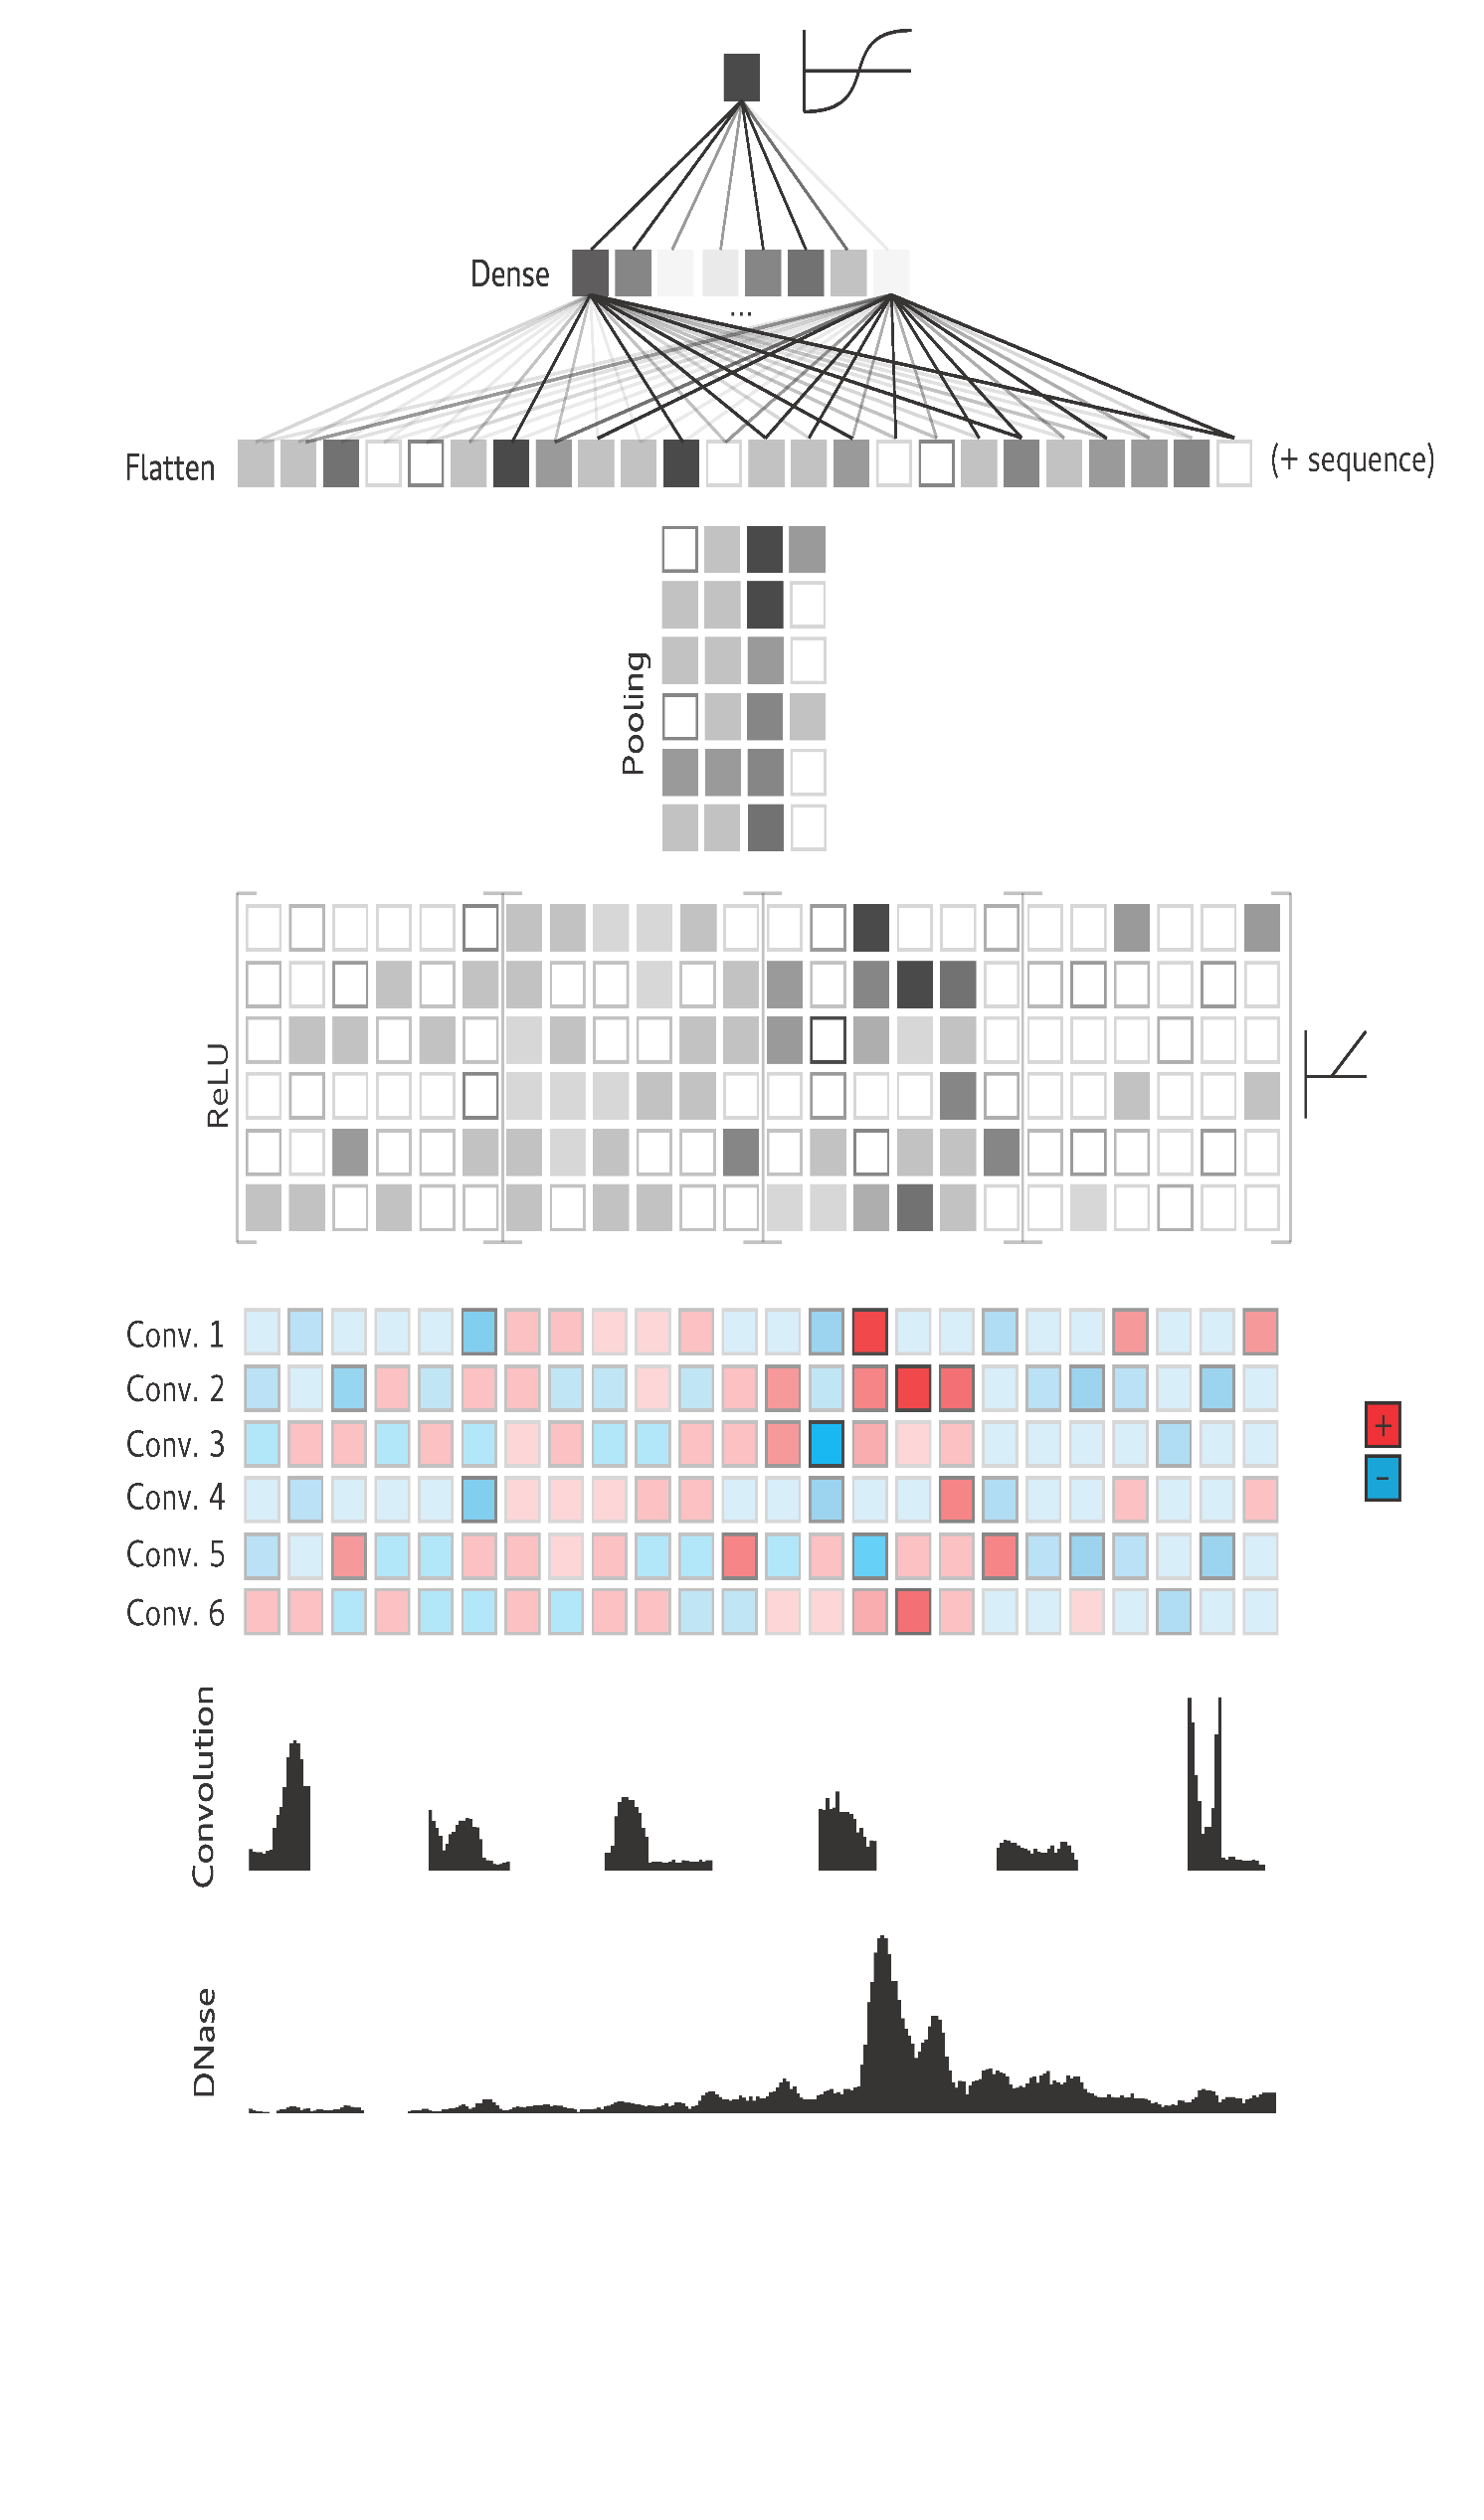 Dense
...
Flatten
(+ sequence)
Pooling
ReLU
Conv. 1
Conv. 2
Conv. 3
Conv. 4
Conv. 5
Conv. 6
+
-
Convolution
DNase